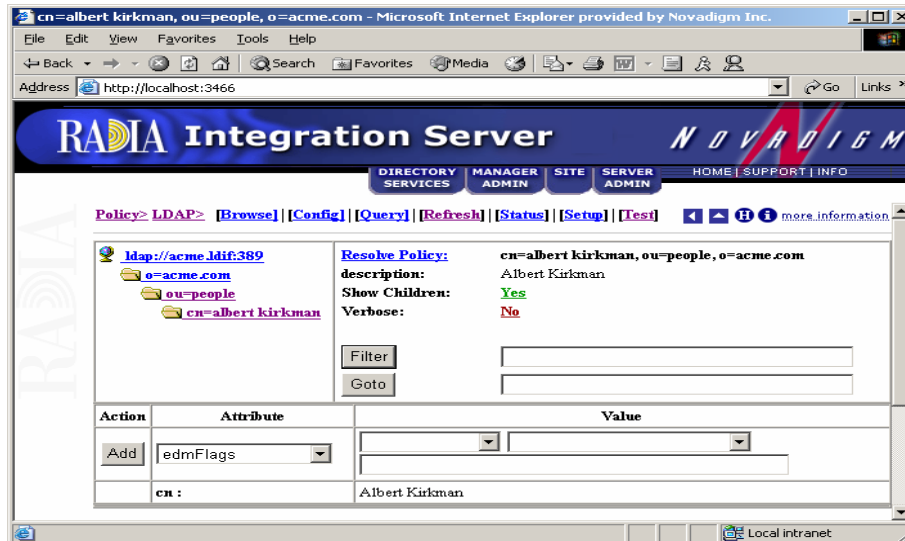 cn=albert kirkman, ou=people, o=acme.com - Microsoft Internet Explorer provided by Novadigm Inc.
File Edit View Favorites Tools Help
Back Search Favorites Media
Address http://localhost:3466 Go Links
RADIA Integration Server NOVADIGM
DIRECTORY SERVICES MANAGER ADMIN SITE SERVER ADMIN HOME | SUPPORT | INFO
Policy> LDAP> [Browse] | [Config] | [Query] | [Refresh] | [Status] | [Setup] | [Test] H i more information
RADIA
ldap://acme.ldif:389
o=acme.com
ou=people
cn=albert kirkman
Resolve Policy: cn=albert kirkman, ou=people, o=acme.com
description: Albert Kirkman
Show Children: Yes
Verbose: No
Filter
Goto
Action Attribute Value
Add edmFlags
cn : Albert Kirkman
Local intranet